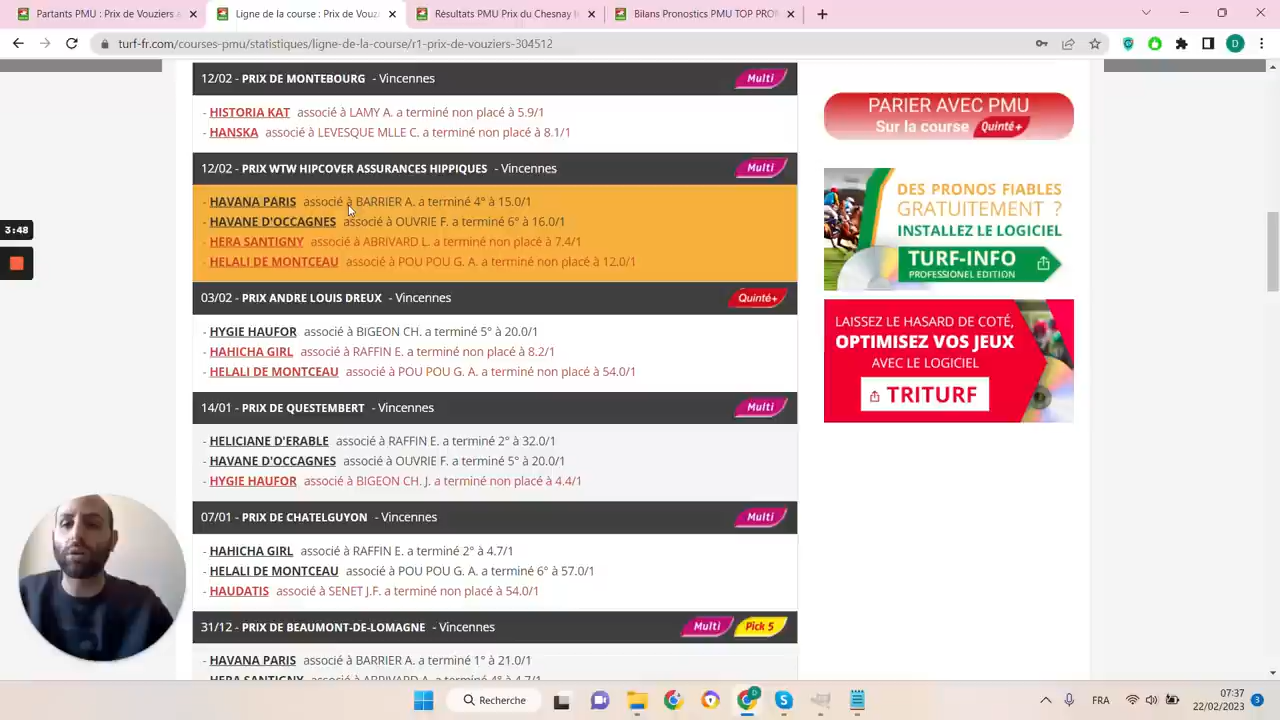 PMU : Pronostics Prix de Vouziers à
Ligne de la course de Prix de Vouz
Résultats PMU du Chesnay
Bilans Pronostics PMU TOP PRO
turf-fr.com/courses-pmu/statistiques/ligne-de-la-course/r1-prix-de-vouziers-304512
D
12/02 - PRIX DE MONTEBOURG - Vincennes Multi
- HISTORIA KAT associé à LAMY A. a terminé non placé à 5.9/1
- HANSKA associé à LEVESQUE MLLE C. a terminé non placé à 8.1/1
12/02 - PRIX WTW HIPCOVER ASSURANCES HIPPIQUES - Vincennes Multi
- HAVANA PARIS associé à BARRIER A. a terminé 4° à 15.0/1
- HAVANE D'OCCAGNES associé à OUVRIE F. a terminé 6° à 16.0/1
- HERA SANTIGNY associé à ABRIVARD L. a terminé non placé à 7.4/1
- HELALI DE MONTCEAU associé à POU POU G. A. a terminé non placé à 12.0/1
03/02 - PRIX ANDRE LOUIS DREUX - Vincennes Quinté+
- HYGIE HAUFOR associé à BIGEON CH. a terminé 5° à 20.0/1
- HAHICHA GIRL associé à RAFFIN E. a terminé non placé à 8.2/1
- HELALI DE MONTCEAU associé à POU POU G. A. a terminé non placé à 54.0/1
14/01 - PRIX DE QUESTEMBERT - Vincennes Multi
- HELICIANE D'ERABLE associé à RAFFIN E. a terminé 2° à 32.0/1
- HAVANE D'OCCAGNES associé à OUVRIE F. a terminé 5° à 20.0/1
- HYGIE HAUFOR associé à BIGEON CH. J. a terminé non placé à 4.4/1
07/01 - PRIX DE CHATELGUYON - Vincennes Multi
- HAHICHA GIRL associé à RAFFIN E. a terminé 2° à 4.7/1
- HELALI DE MONTCEAU associé à POU POU G. A. a terminé 6° à 57.0/1
- HAUDATIS associé à SENET J.F. a terminé non placé à 54.0/1
31/12 - PRIX DE BEAUMONT-DE-LOMAGNE - Vincennes Multi Pick 5
- HAVANA PARIS associé à BARRIER A. a terminé 1° à 21.0/1
- HERA SANTIGNY associé à ABRIVARD A. a terminé 4° à 4.7/1
PARIER AVEC PMU
Sur la course Quinté+
DES PRONOS FIABLES
GRATUITEMENT ?
INSTALLEZ LE LOGICIEL
TURF-INFO
PROFESSIONEL EDITION
LAISSEZ LE HASARD DE COTÉ,
OPTIMISEZ VOS JEUX
AVEC LE LOGICIEL
TRITURF
3:48
Recherche
D
FRA
07:37
22/02/2023
3